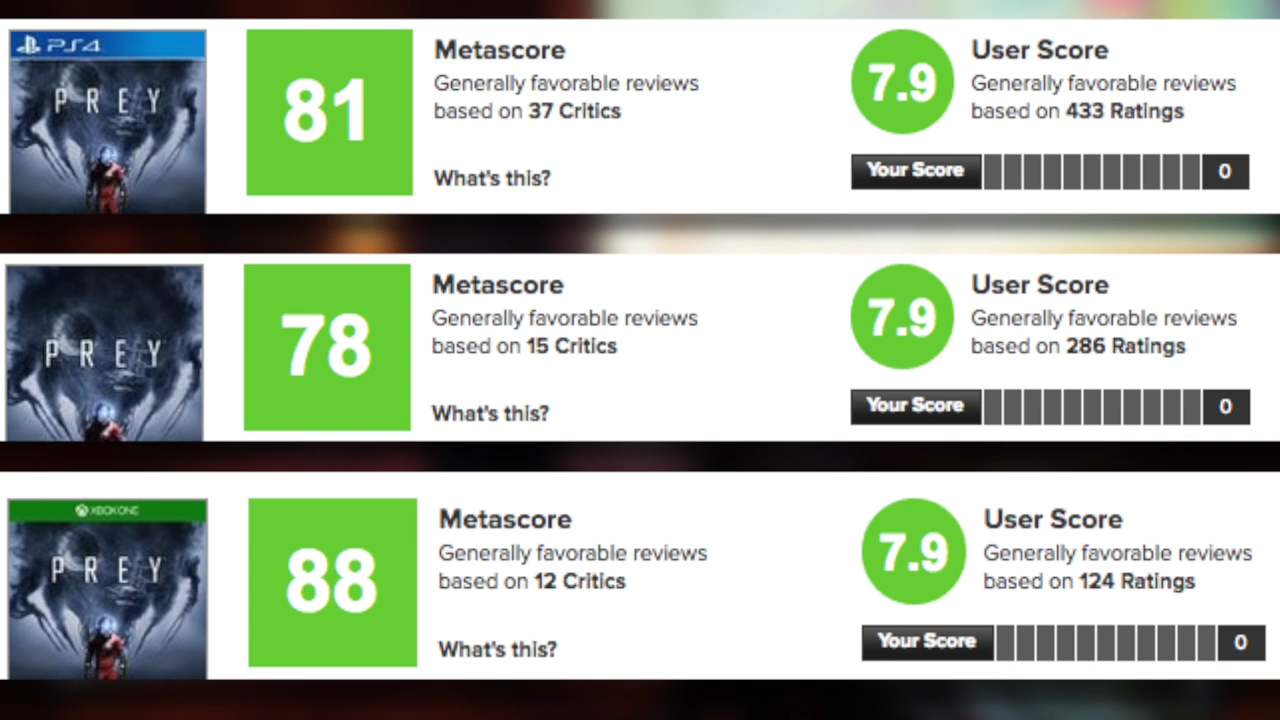 PS4
PREY
81
Metascore
Generally favorable reviews
based on 37 Critics
What's this?
7.9
User Score
Generally favorable reviews
based on 433 Ratings
Your Score
0
PREY
78
Metascore
Generally favorable reviews
based on 15 Critics
What's this?
7.9
User Score
Generally favorable reviews
based on 286 Ratings
Your Score
0
XBOX ONE
PREY
88
Metascore
Generally favorable reviews
based on 12 Critics
What's this?
7.9
User Score
Generally favorable reviews
based on 124 Ratings
Your Score
0